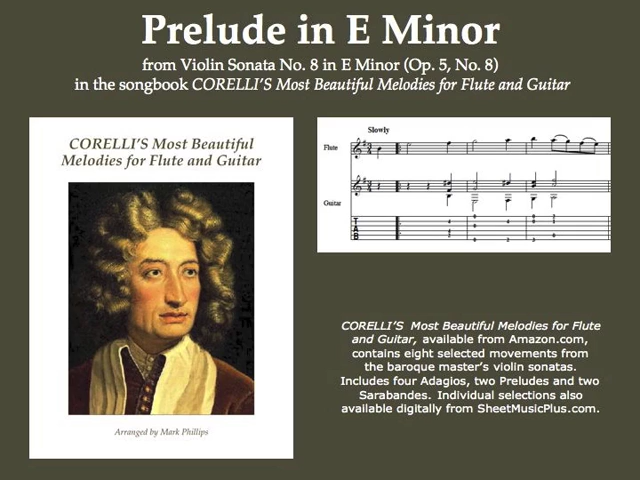 Prelude in E Minor
from Violin Sonata No. 8 in E Minor (Op. 5, No. 8)
in the songbook CORELLI'S Most Beautiful Melodies for Flute and Guitar
CORELLI'S Most Beautiful
Melodies for Flute and Guitar
Arranged by Mark Phillips
Slowly
Flute
Guitar
T
A
B
CORELLI'S Most Beautiful Melodies for Flute
and Guitar, available from Amazon.com,
contains eight selected movements from
the baroque master's violin sonatas.
Includes four Adagios, two Preludes and two
Sarabandes. Individual selections also
available digitally from SheetMusicPlus.com.